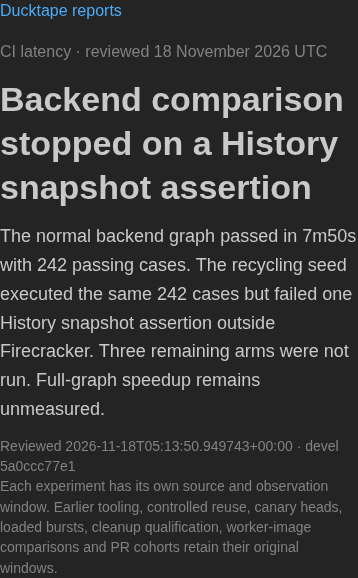 Ducktape reports
CI latency · reviewed 18 November 2026 UTC
Backend comparison
stopped on a History
snapshot assertion
The normal backend graph passed in 7m50s
with 242 passing cases. The recycling seed
executed the same 242 cases but failed one
History snapshot assertion outside
Firecracker. Three remaining arms were not
run. Full-graph speedup remains
unmeasured.
Reviewed 2026-11-18T05:13:50.949743+00:00 · devel
5a0ccc77e1
Each experiment has its own source and observation
window. Earlier tooling, controlled reuse, canary heads,
loaded bursts, cleanup qualification, worker-image
comparisons and PR cohorts retain their original
windows.